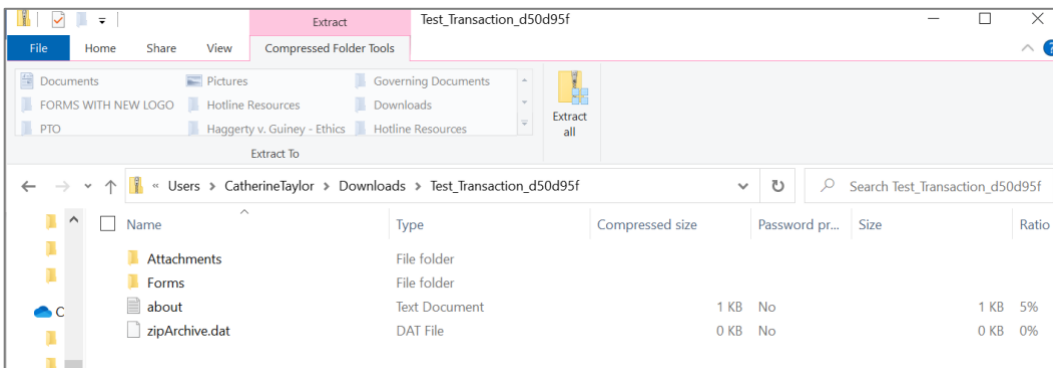 Extract Test_Transaction_d50d95f
File Home Share View Compressed Folder Tools
Documents Pictures Governing Documents
FORMS WITH NEW LOGO Hotline Resources Downloads
PTO Haggerty v. Guiney - Ethics Hotline Resources
Extract all
Extract To
« Users > CatherineTaylor > Downloads > Test_Transaction_d50d95f Search Test_Transaction_d50d95f
Name Type Compressed size Password pr... Size Ratio
Attachments File folder
Forms File folder
C about Text Document 1 KB No 1 KB 5%
zipArchive.dat DAT File 0 KB No 0 KB 0%